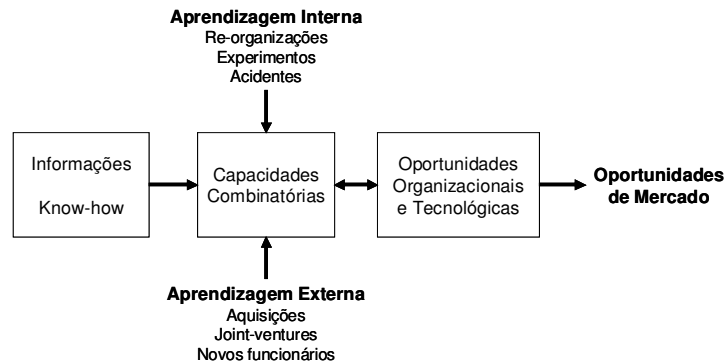 Aprendizagem Interna
Re-organizações
Experimentos
Acidentes
Informações
Know-how
Capacidades
Combinatórias
Oportunidades
Organizacionais
e Tecnológicas
Oportunidades
de Mercado
Aprendizagem Externa
Aquisições
Joint-ventures
Novos funcionários